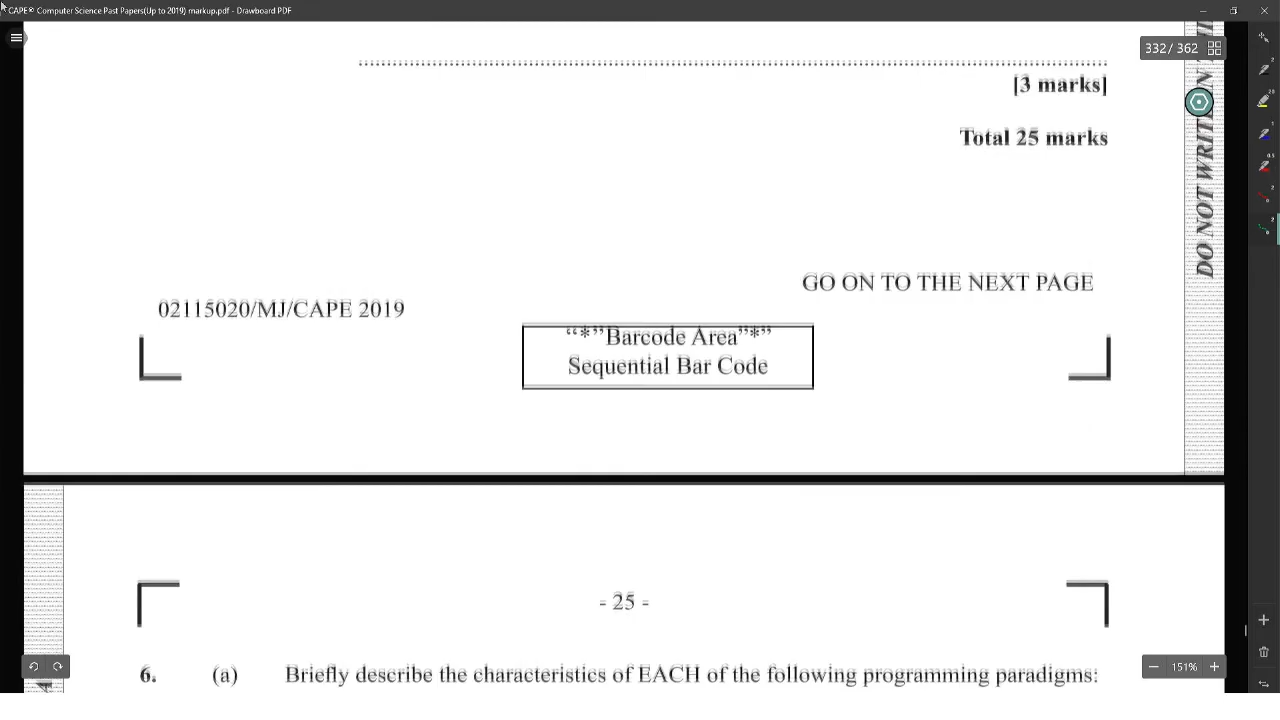 CAPE® Computer Science Past Papers(Up to 2019) markup.pdf - Drawboard PDF
332 / 362
[3 marks]
Total 25 marks
DO NOT WRITE IN
GO ON TO THE NEXT PAGE
02115020/MJ/CAPE 2019
“*”Barcode Area”*”
Sequential Bar Code
- 25 -
6. (a) Briefly describe the characteristics of EACH of the following programming paradigms:
151%